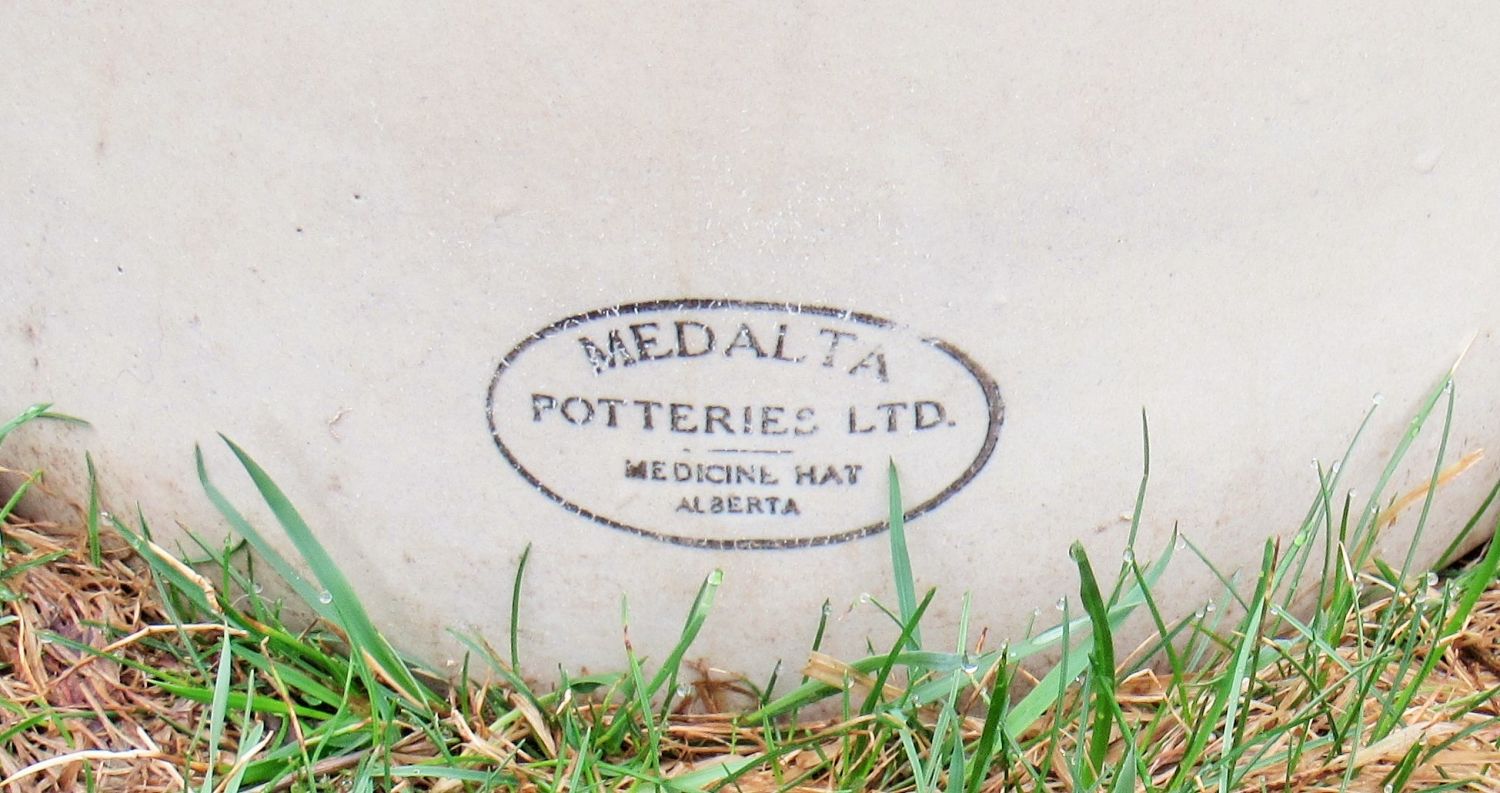 MEDALTA
POTTERIES LTD.
MEDICINE HAT
ALBERTA